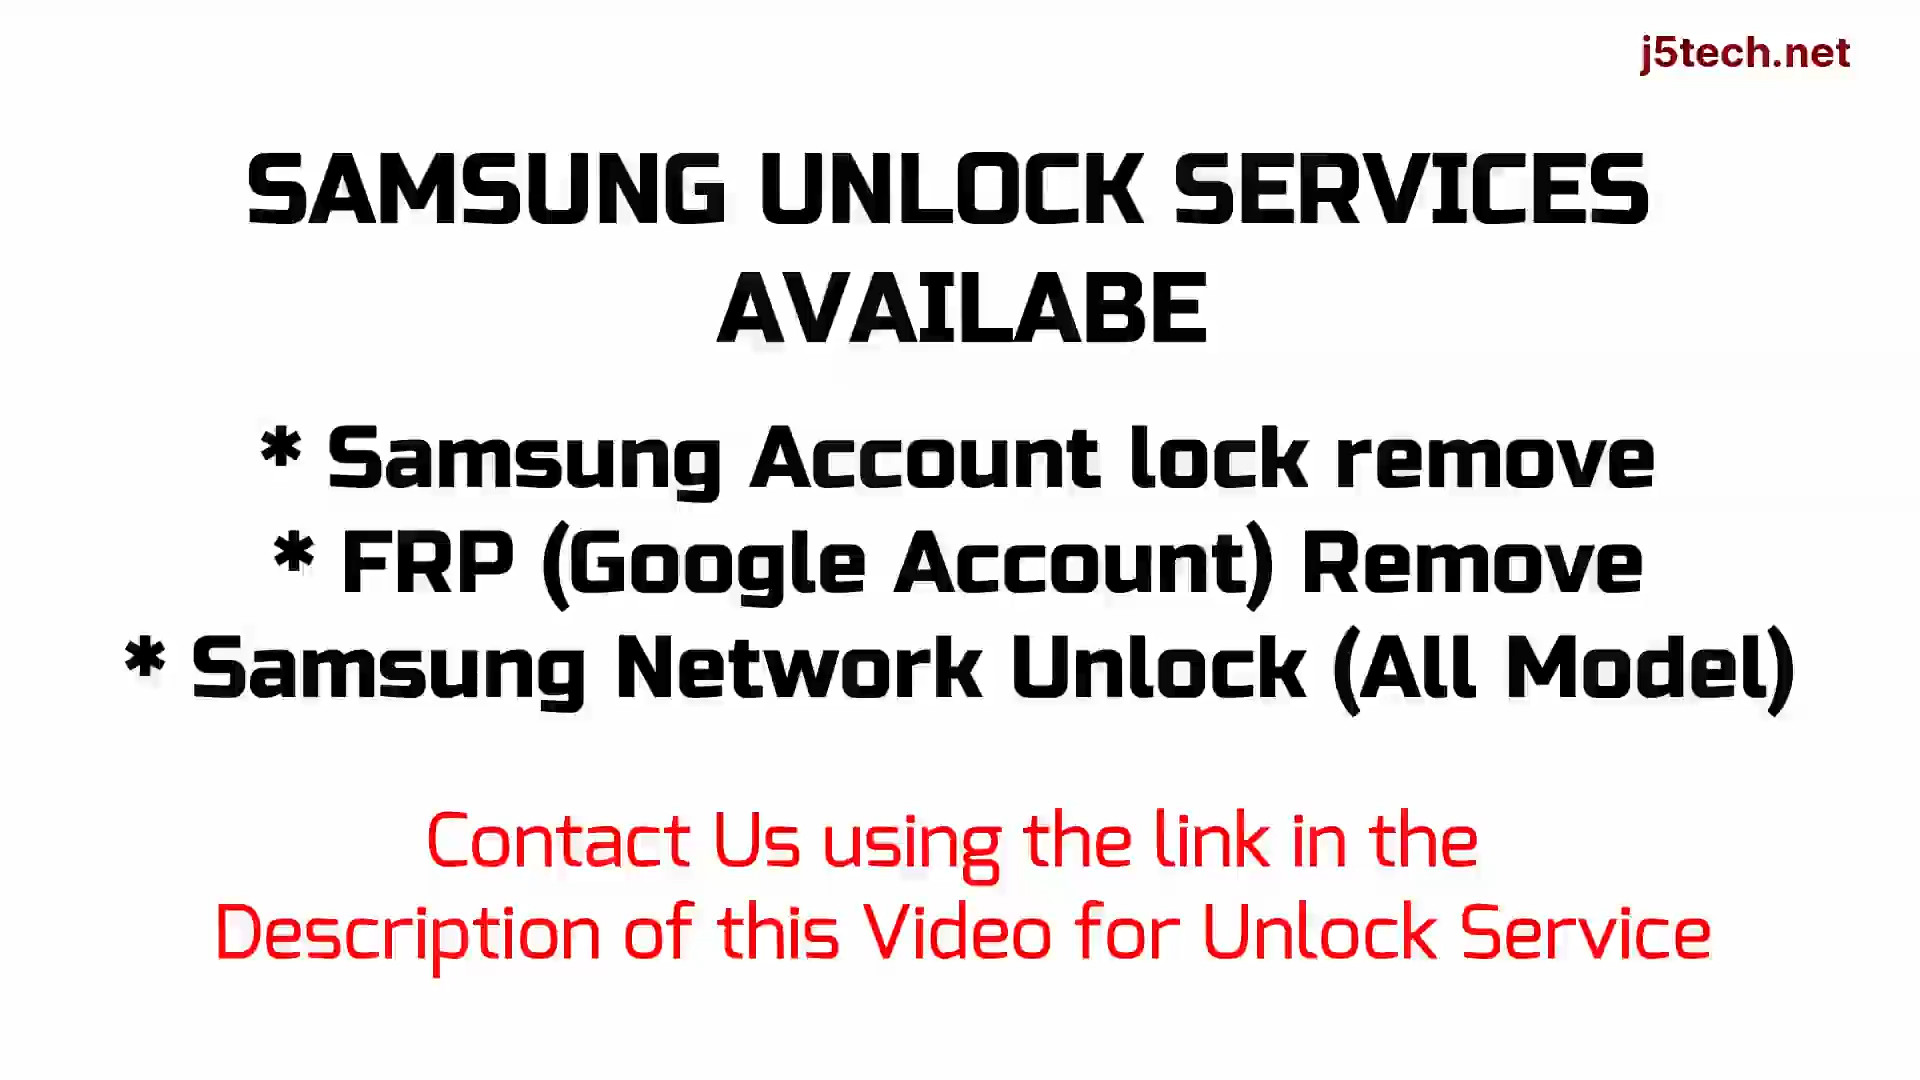 j5tech.net
SAMSUNG UNLOCK SERVICES
AVAILABE
* Samsung Account lock remove
* FRP (Google Account) Remove
* Samsung Network Unlock (All Model)
Contact Us using the link in the
Description of this Video for Unlock Service